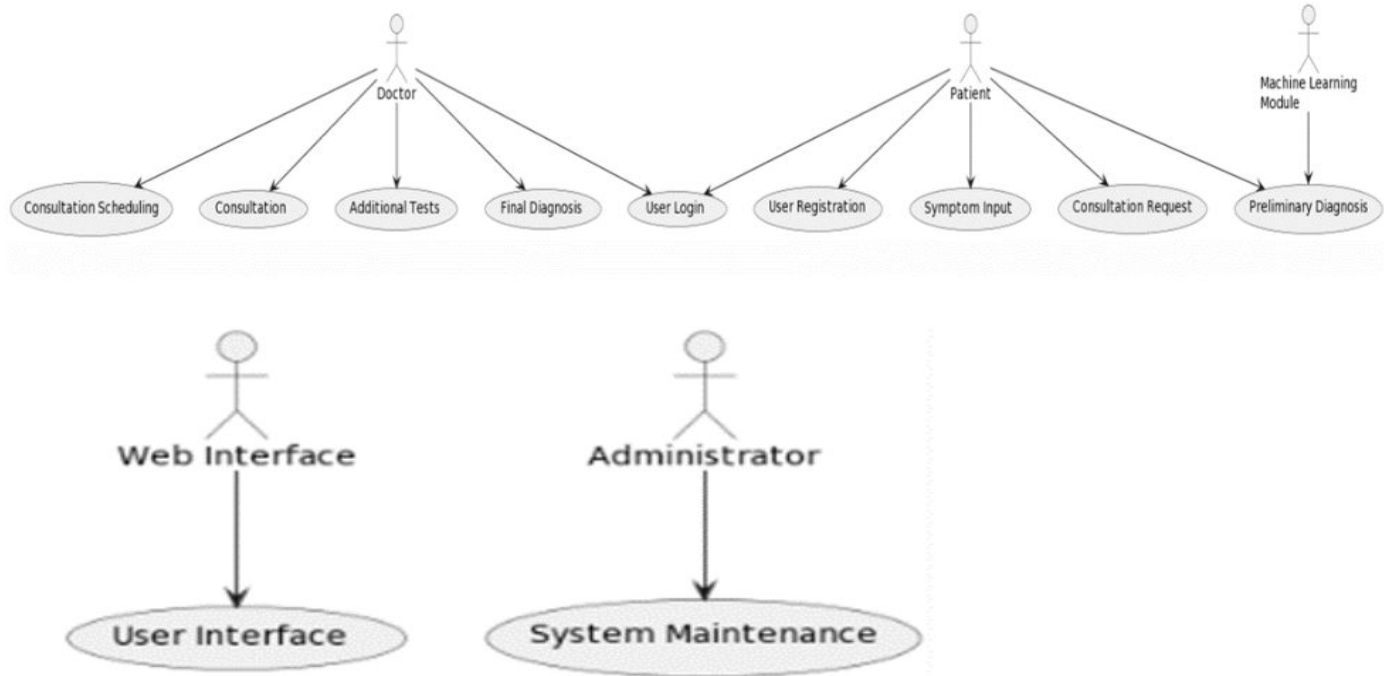 Doctor
Patient
Machine Learning
Module
Consultation Scheduling
Consultation
Additional Tests
Final Diagnosis
User Login
User Registration
Symptom Input
Consultation Request
Preliminary Diagnosis
Web Interface
Administrator
User Interface
System Maintenance